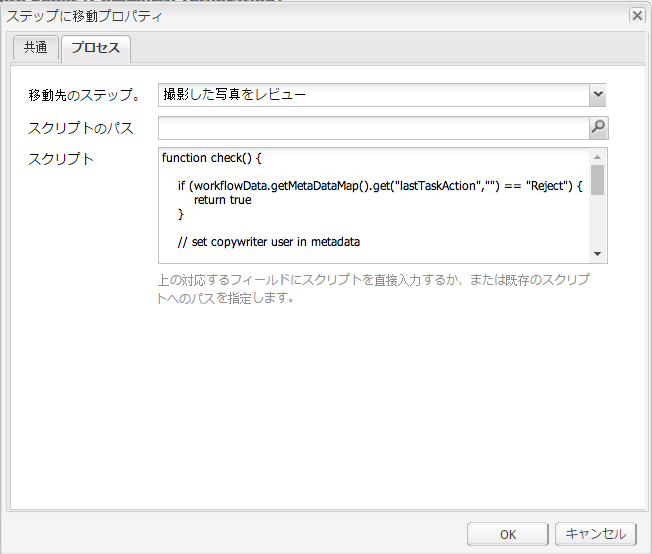 ステップに移動プロパティ
共通
プロセス
移動先のステップ。
撮影した写真をレビュー
スクリプトのパス
スクリプト
function check() {
if (workflowData.getMetaDataMap().get("lastTaskAction","") == "Reject") {
return true
}
// set copywriter user in metadata
上の対応するフィールドにスクリプトを直接入力するか、または既存のスクリプ
トへのパスを指定します。
OK
キャンセル